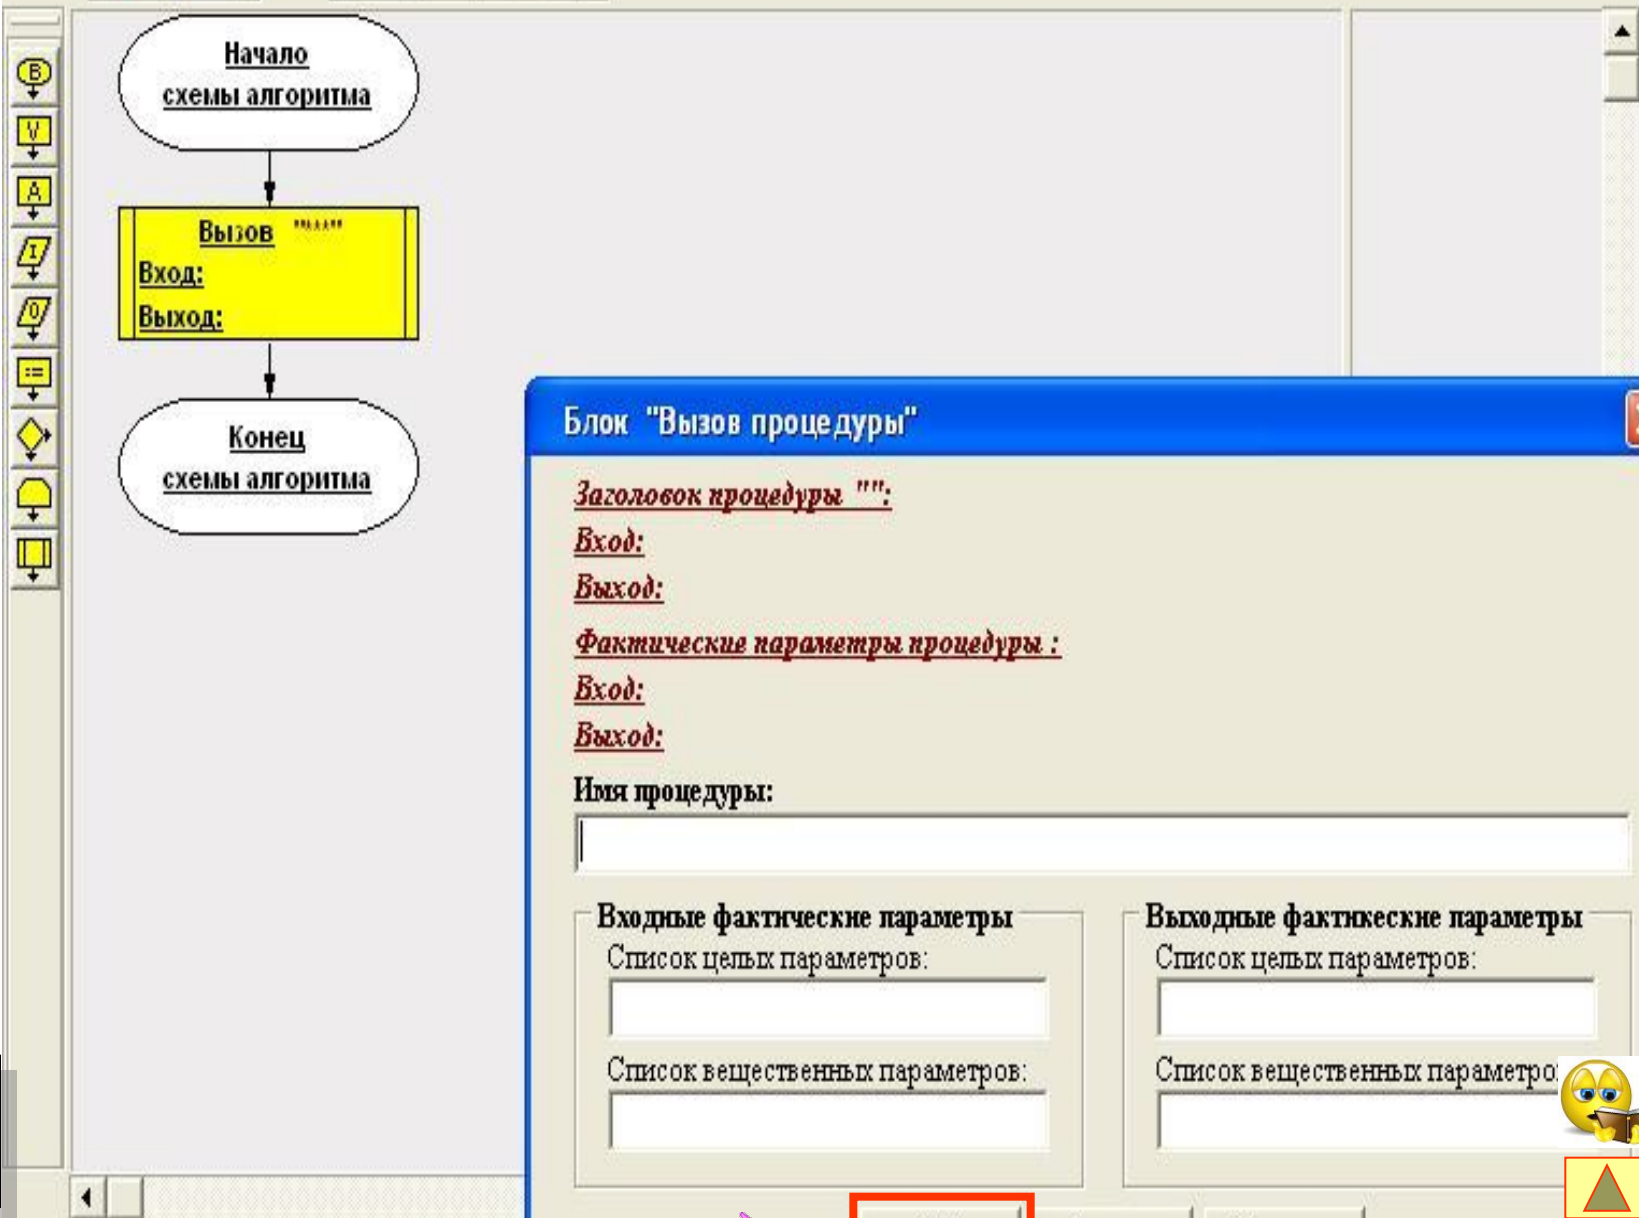 Начало
схемы алгоритма
Вызов "***"
Вход:
Выход:
Конец
схемы алгоритма
B
V
A
I
O
:=
Блок "Вызов процедуры"
Заголовок процедуры "":
Вход:
Выход:
Фактические параметры процедуры :
Вход:
Выход:
Имя процедуры:
Входные фактические параметры
Список целых параметров:
Список вещественных параметров:
Выходные фактикеские параметры
Список целых параметров:
Список вещественных параметро